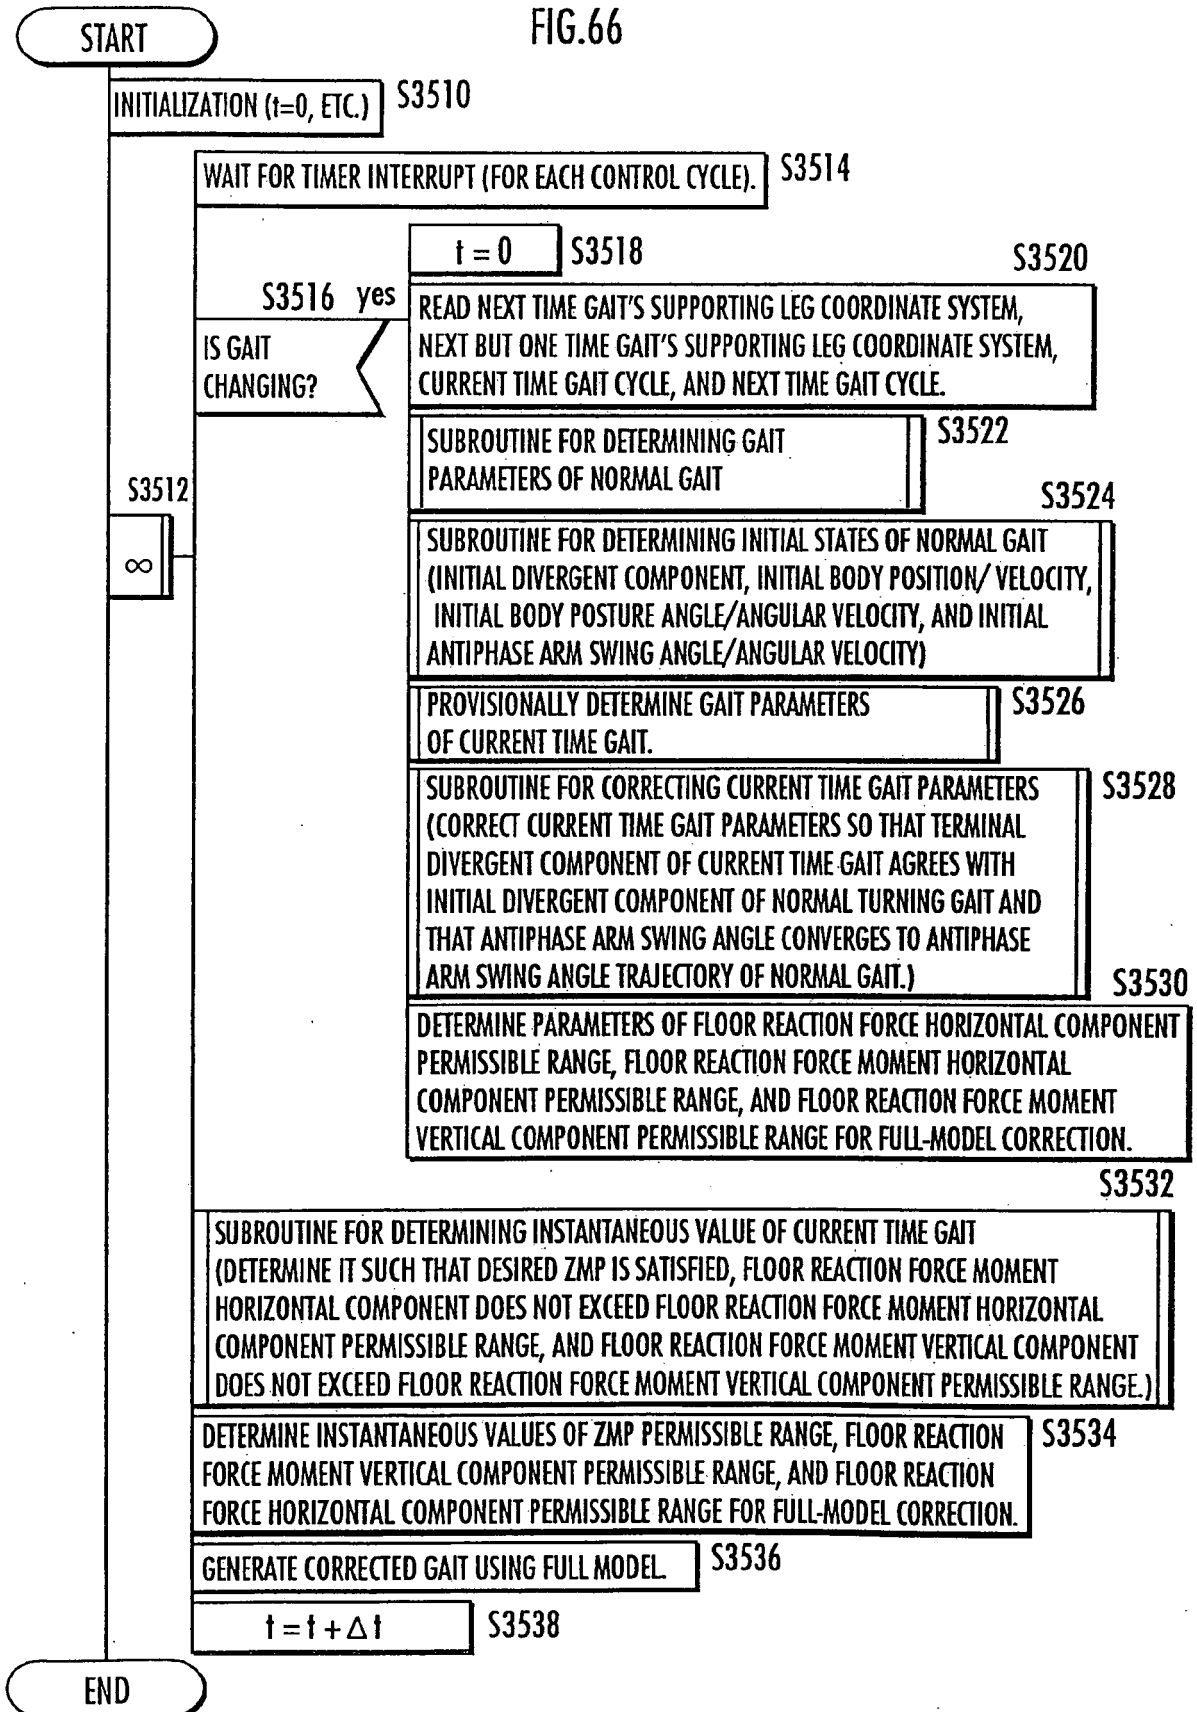 FIG.66
START
INITIALIZATION (t=0, ETC.)
S3510
WAIT FOR TIMER INTERRUPT (FOR EACH CONTROL CYCLE).
S3514
t = 0
S3518
S3520
S3516 yes
READ NEXT TIME GAIT'S SUPPORTING LEG COORDINATE SYSTEM,
NEXT BUT ONE TIME GAIT'S SUPPORTING LEG COORDINATE SYSTEM,
CURRENT TIME GAIT CYCLE, AND NEXT TIME GAIT CYCLE.
IS GAIT
CHANGING?
SUBROUTINE FOR DETERMINING GAIT
PARAMETERS OF NORMAL GAIT
S3522
S3512
∞
S3524
SUBROUTINE FOR DETERMINING INITIAL STATES OF NORMAL GAIT
(INITIAL DIVERGENT COMPONENT, INITIAL BODY POSITION/ VELOCITY,
INITIAL BODY POSTURE ANGLE/ANGULAR VELOCITY, AND INITIAL
ANTIPHASE ARM SWING ANGLE/ANGULAR VELOCITY)
PROVISIONALLY DETERMINE GAIT PARAMETERS
OF CURRENT TIME GAIT.
S3526
SUBROUTINE FOR CORRECTING CURRENT TIME GAIT PARAMETERS
(CORRECT CURRENT TIME GAIT PARAMETERS SO THAT TERMINAL
DIVERGENT COMPONENT OF CURRENT TIME GAIT AGREES WITH
INITIAL DIVERGENT COMPONENT OF NORMAL TURNING GAIT AND
THAT ANTIPHASE ARM SWING ANGLE CONVERGES TO ANTIPHASE
ARM SWING ANGLE TRAJECTORY OF NORMAL GAIT.)
S3528
S3530
DETERMINE PARAMETERS OF FLOOR REACTION FORCE HORIZONTAL COMPONENT
PERMISSIBLE RANGE, FLOOR REACTION FORCE MOMENT HORIZONTAL
COMPONENT PERMISSIBLE RANGE, AND FLOOR REACTION FORCE MOMENT
VERTICAL COMPONENT PERMISSIBLE RANGE FOR FULL-MODEL CORRECTION.
S3532
SUBROUTINE FOR DETERMINING INSTANTANEOUS VALUE OF CURRENT TIME GAIT
(DETERMINE IT SUCH THAT DESIRED ZMP IS SATISFIED, FLOOR REACTION FORCE MOMENT
HORIZONTAL COMPONENT DOES NOT EXCEED FLOOR REACTION FORCE MOMENT HORIZONTAL
COMPONENT PERMISSIBLE RANGE, AND FLOOR REACTION FORCE MOMENT VERTICAL COMPONENT
DOES NOT EXCEED FLOOR REACTION FORCE MOMENT VERTICAL COMPONENT PERMISSIBLE RANGE.)
DETERMINE INSTANTANEOUS VALUES OF ZMP PERMISSIBLE RANGE, FLOOR REACTION
FORCE MOMENT VERTICAL COMPONENT PERMISSIBLE RANGE, AND FLOOR REACTION
FORCE HORIZONTAL COMPONENT PERMISSIBLE RANGE FOR FULL-MODEL CORRECTION.
S3534
GENERATE CORRECTED GAIT USING FULL MODEL.
S3536
t = t + Δt
S3538
END